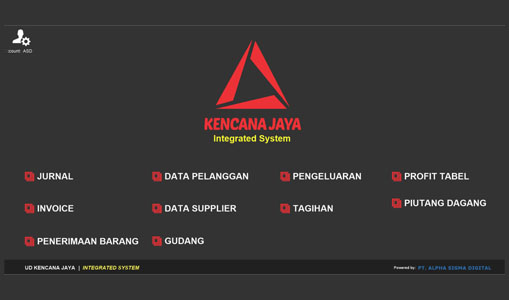 :count ASD
KENCANA JAYA
Integrated System
JURNAL
DATA PELANGGAN
PENGELUARAN
PROFIT TABEL
INVOICE
DATA SUPPLIER
TAGIHAN
PIUTANG DAGANG
PENERIMAAN BARANG
GUDANG
UD KENCANA JAYA | INTEGRATED SYSTEM
Powered by: PT. ALPHA SIGMA DIGITAL